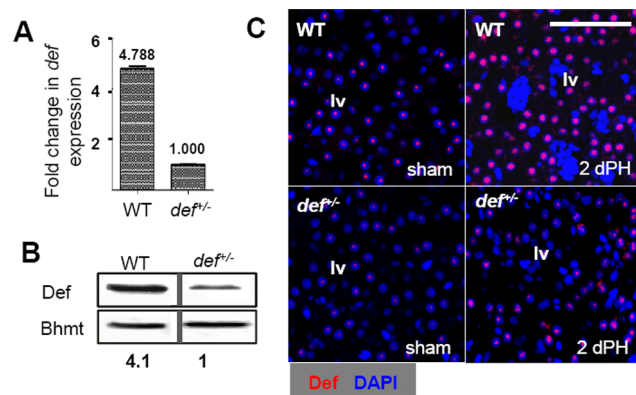 A
Fold change in def
expression
6
4
2
4.788
1.000
WT
def+/-
B
WT
def+/-
Def
Bhmt
4.1
1
C
WT
lv
sham
WT
lv
2 dPH
def+/-
lv
sham
def+/-
lv
2 dPH
Def DAPI